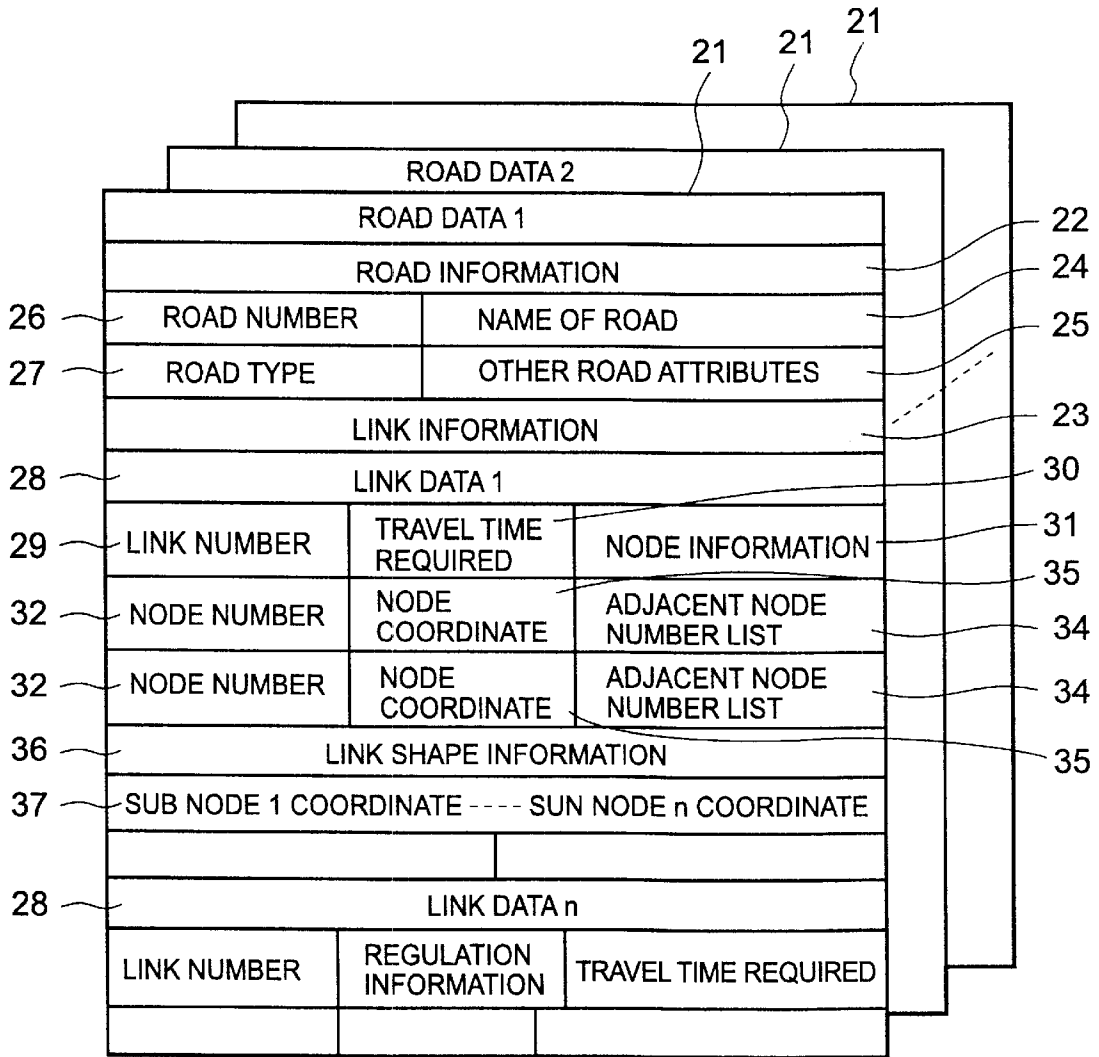 21
21
21
ROAD DATA 2
ROAD DATA 1
22
ROAD INFORMATION
24
26 ROAD NUMBER NAME OF ROAD
25
27 ROAD TYPE OTHER ROAD ATTRIBUTES
LINK INFORMATION 23
28 LINK DATA 1 30
29 LINK NUMBER TRAVEL TIME REQUIRED NODE INFORMATION 31
35
32 NODE NUMBER NODE COORDINATE ADJACENT NODE NUMBER LIST 34
32 NODE NUMBER NODE COORDINATE ADJACENT NODE NUMBER LIST 34
36 LINK SHAPE INFORMATION 35
37 SUB NODE 1 COORDINATE ---- SUN NODE n COORDINATE
28 LINK DATA n
LINK NUMBER REGULATION INFORMATION TRAVEL TIME REQUIRED